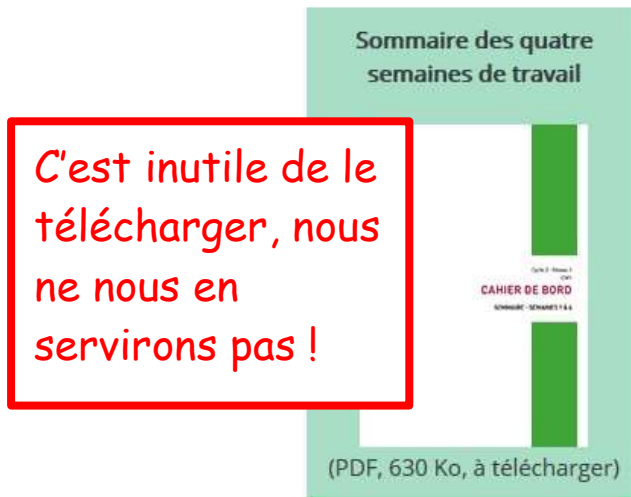 Sommaire des quatre
semaines de travail
C'est inutile de le
télécharger, nous
ne nous en
servirons pas !
CAHIER DE BORD
(PDF, 630 Ko, à télécharger)